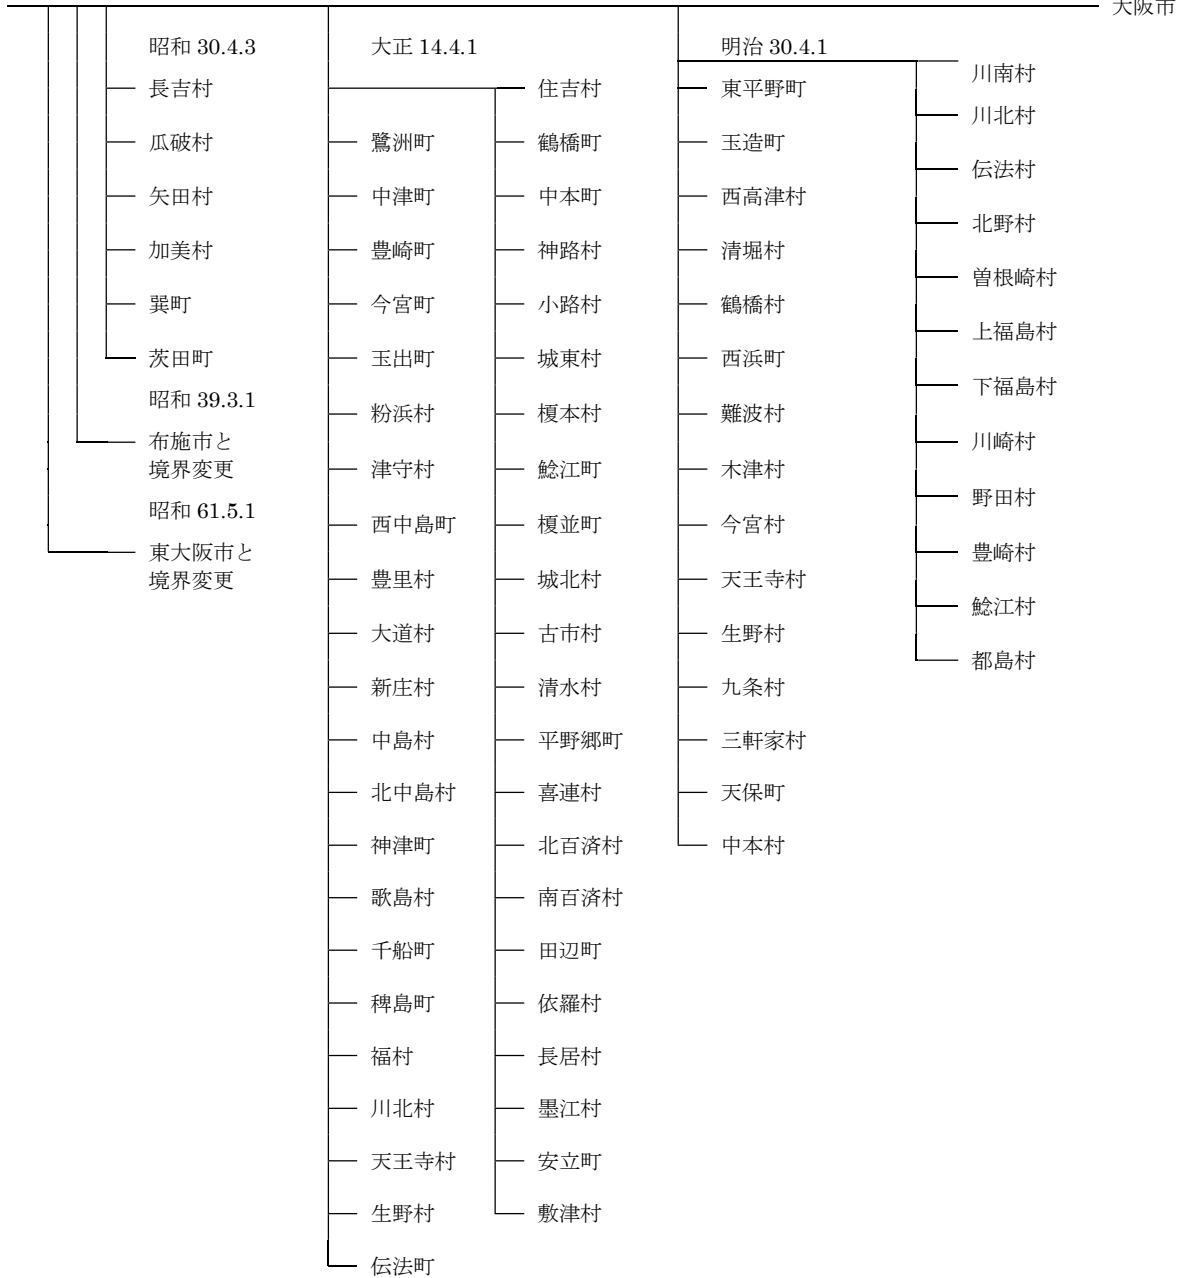 大阪市
昭和 30.4.3
長吉村
瓜破村
矢田村
加美村
巽町
茨田町
昭和 39.3.1
布施市と
境界変更
昭和 61.5.1
東大阪市と
境界変更
大正 14.4.1
鷺洲町
中津町
豊崎町
今宮町
玉出町
粉浜村
津守村
西中島町
豊里村
大道村
新庄村
中島村
北中島村
神津町
歌島村
千船町
稗島町
福村
川北村
天王寺村
生野村
伝法町
住吉村
鶴橋町
中本町
神路村
小路村
城東村
榎本村
鯰江町
榎並町
城北村
古市村
清水村
平野郷町
喜連村
北百済村
南百済村
田辺町
依羅村
長居村
墨江村
安立町
敷津村
明治 30.4.1
東平野町
玉造町
西高津村
清堀村
鶴橋村
西浜町
難波村
木津村
今宮村
天王寺村
生野村
九条村
三軒家村
天保町
中本村
川南村
川北村
伝法村
北野村
曽根崎村
上福島村
下福島村
川崎村
野田村
豊崎村
鯰江村
都島村